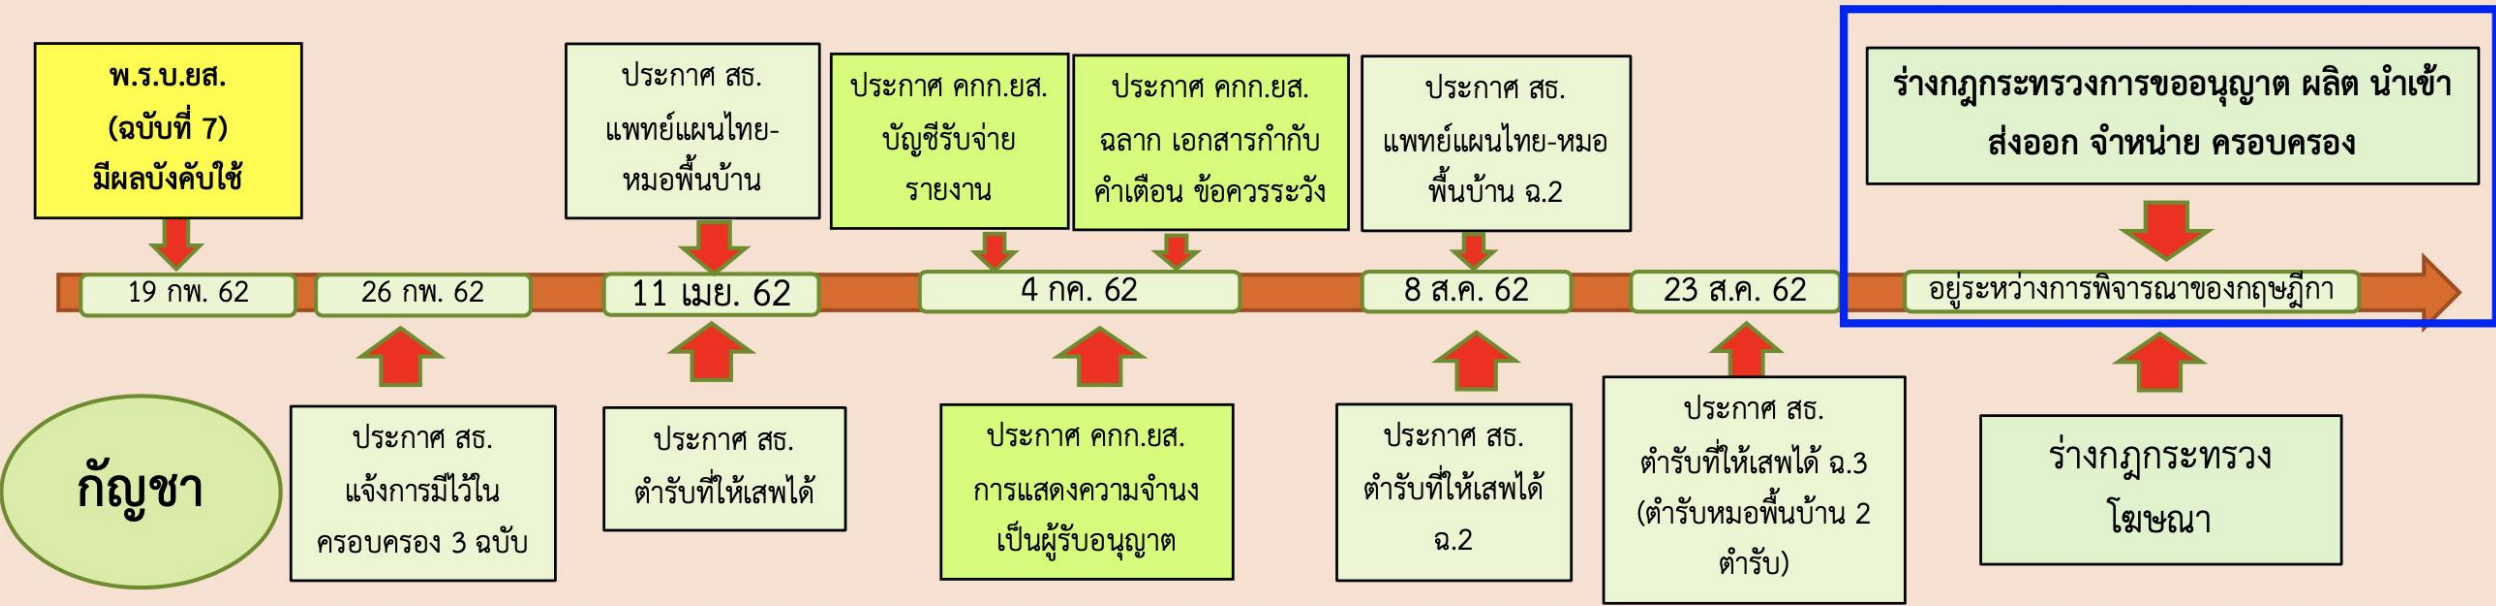 พ.ร.บ.ยส.
(ฉบับที่ 7)
มีผลบังคับใช้
ประกาศ สธ.
แพทย์แผนไทย-
หมอพื้นบ้าน
ประกาศ คกก.ยส.
บัญชีรับจ่าย
รายงาน
ประกาศ คกก.ยส.
ฉลาก เอกสารกำกับ
คำเตือน ข้อควรระวัง
ประกาศ สธ.
แพทย์แผนไทย-หมอ
พื้นบ้าน ฉ.2
ร่างกฎกระทรวงการขออนุญาต ผลิต นำเข้า
ส่งออก จำหน่าย ครอบครอง
19 กพ. 62
26 กพ. 62
11 เมย. 62
4 กค. 62
8 ส.ค. 62
23 ส.ค. 62
อยู่ระหว่างการพิจารณาของกฤษฎีกา
กัญชา
ประกาศ สธ.
แจ้งการมีไว้ใน
ครอบครอง 3 ฉบับ
ประกาศ สธ.
ตำรับที่ให้เสพได้
ประกาศ คกก.ยส.
การแสดงความจำนง
เป็นผู้รับอนุญาต
ประกาศ สธ.
ตำรับที่ให้เสพได้
ฉ.2
ประกาศ สธ.
ตำรับที่ให้เสพได้ ฉ.3
(ตำรับหมอพื้นบ้าน 2
ตำรับ)
ร่างกฎกระทรวง
โฆษณา